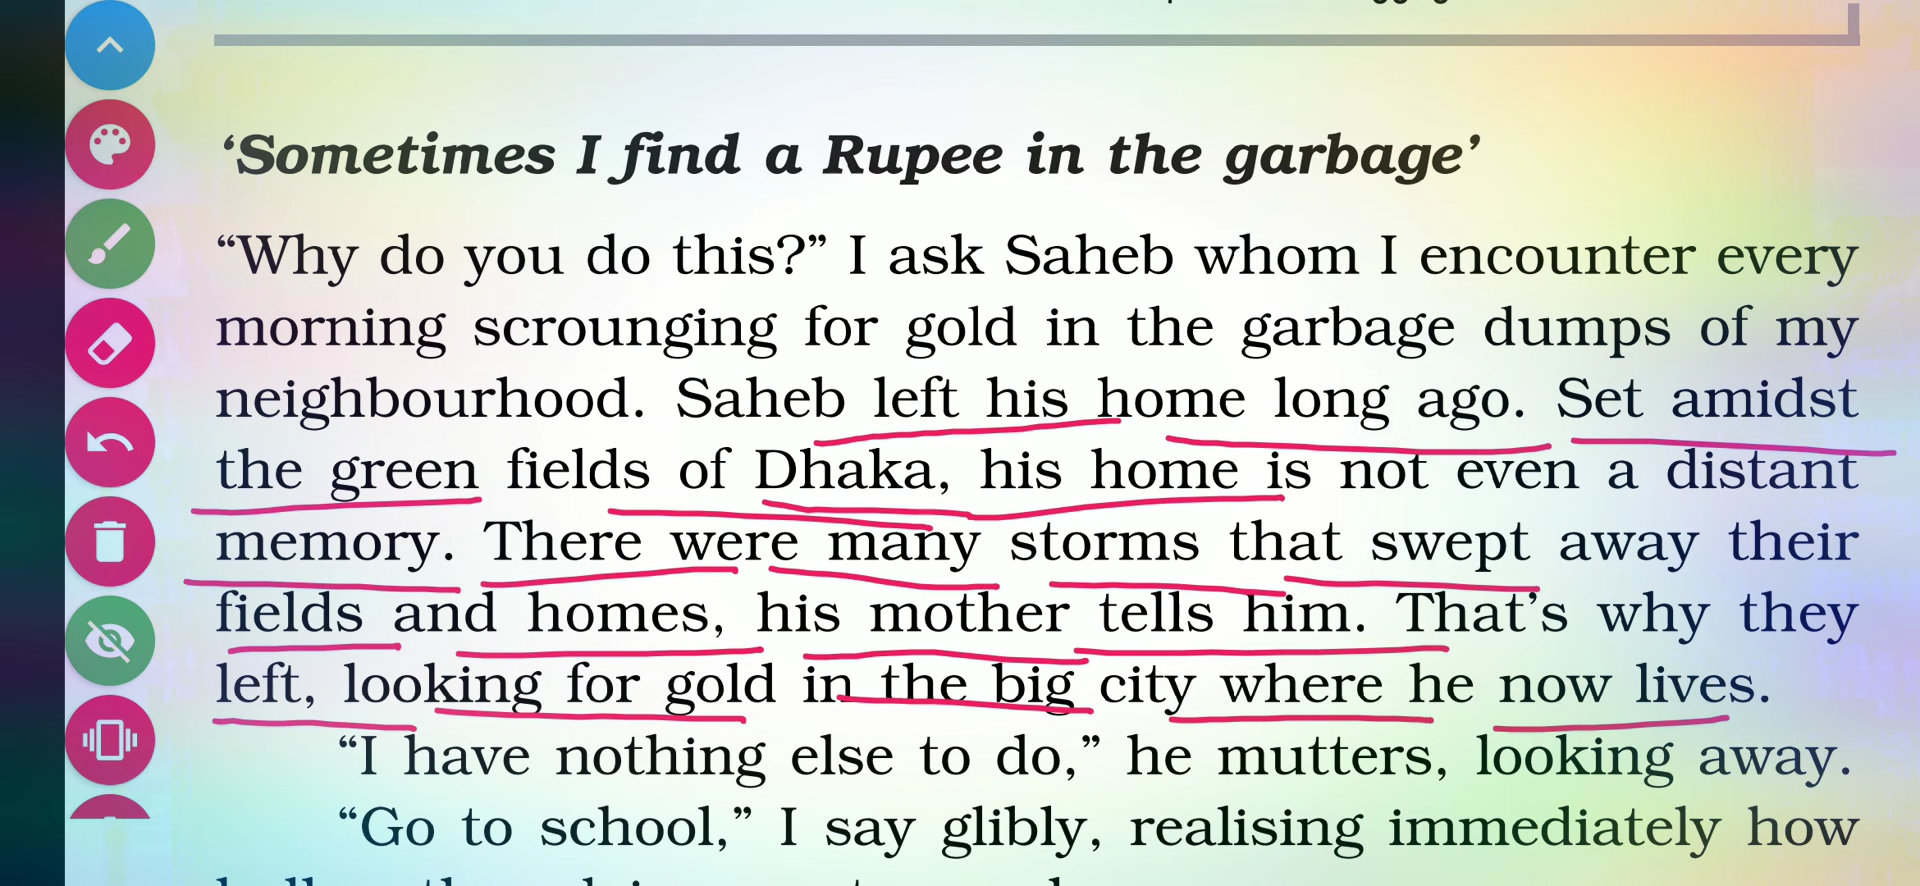 ‘Sometimes I find a Rupee in the garbage’
“Why do you do this?” I ask Saheb whom I encounter every
morning scrounging for gold in the garbage dumps of my
neighbourhood. Saheb left his home long ago. Set amidst
the green fields of Dhaka, his home is not even a distant
memory. There were many storms that swept away their
fields and homes, his mother tells him. That’s why they
left, looking for gold in the big city where he now lives.
“I have nothing else to do,” he mutters, looking away.
“Go to school,” I say glibly, realising immediately how